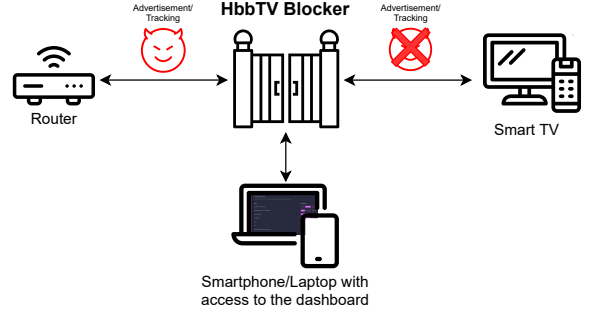 Advertisement/
Tracking
HbbTV Blocker
Advertisement/
Tracking
Router
Smart TV
Smartphone/Laptop with
access to the dashboard